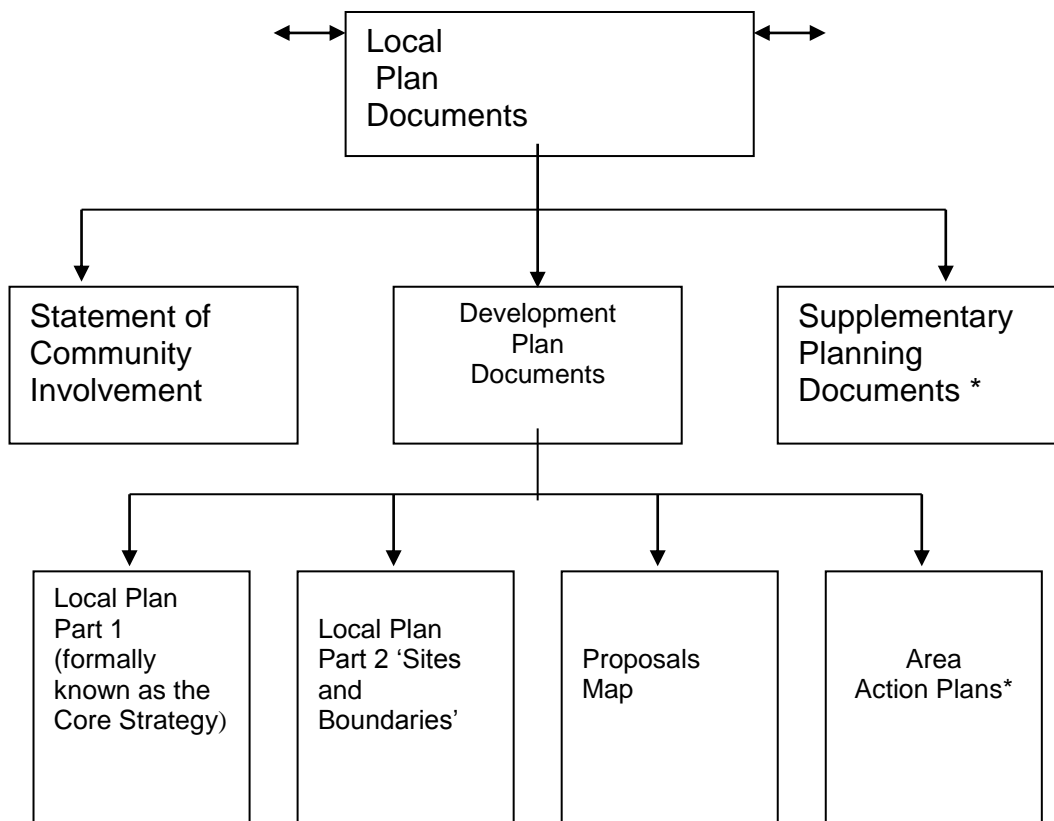 Local
Plan
Documents
Statement of
Community
Involvement
Development
Plan
Documents
Supplementary
Planning
Documents *
Local Plan
Part 1
(formally
known as the
Core Strategy)
Local Plan
Part 2 ‘Sites
and
Boundaries’
Proposals
Map
Area
Action Plans*